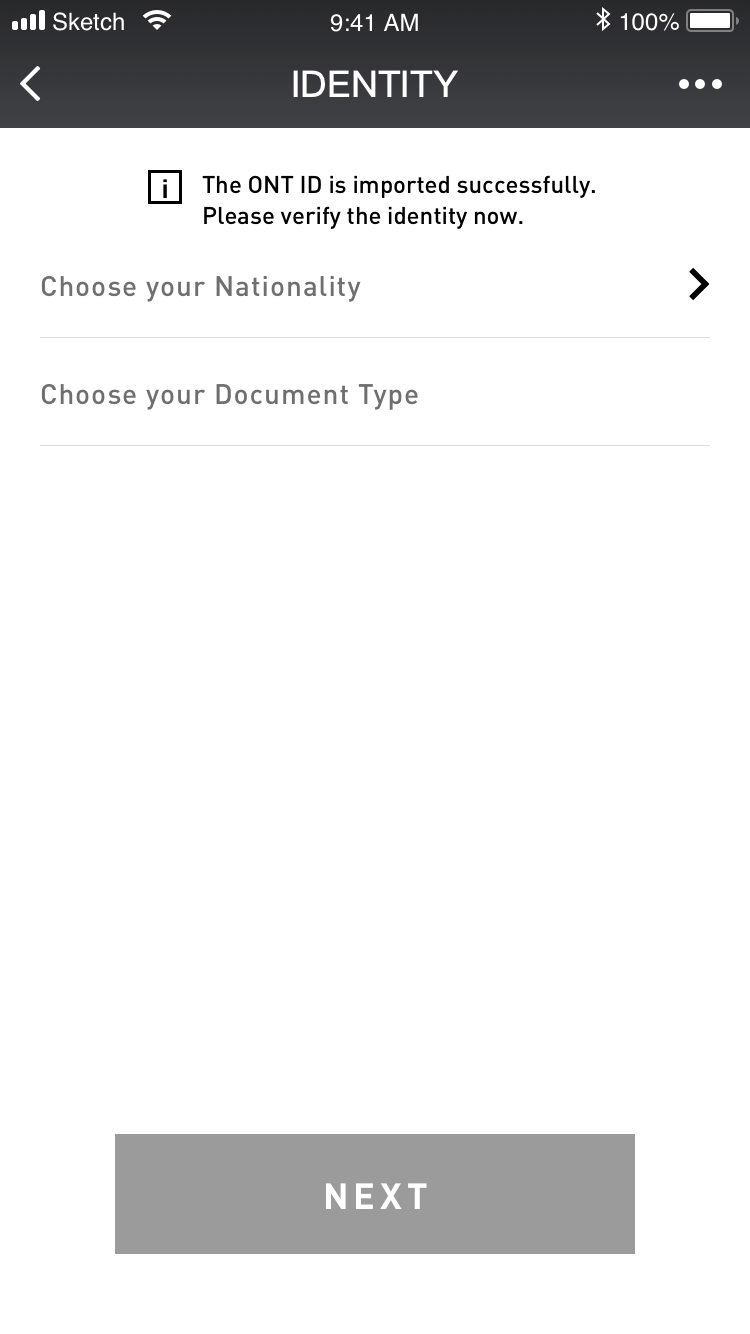 Sketch 9:41 AM 100%
IDENTITY
The ONT ID is imported successfully.
Please verify the identity now.
Choose your Nationality
Choose your Document Type
NEXT